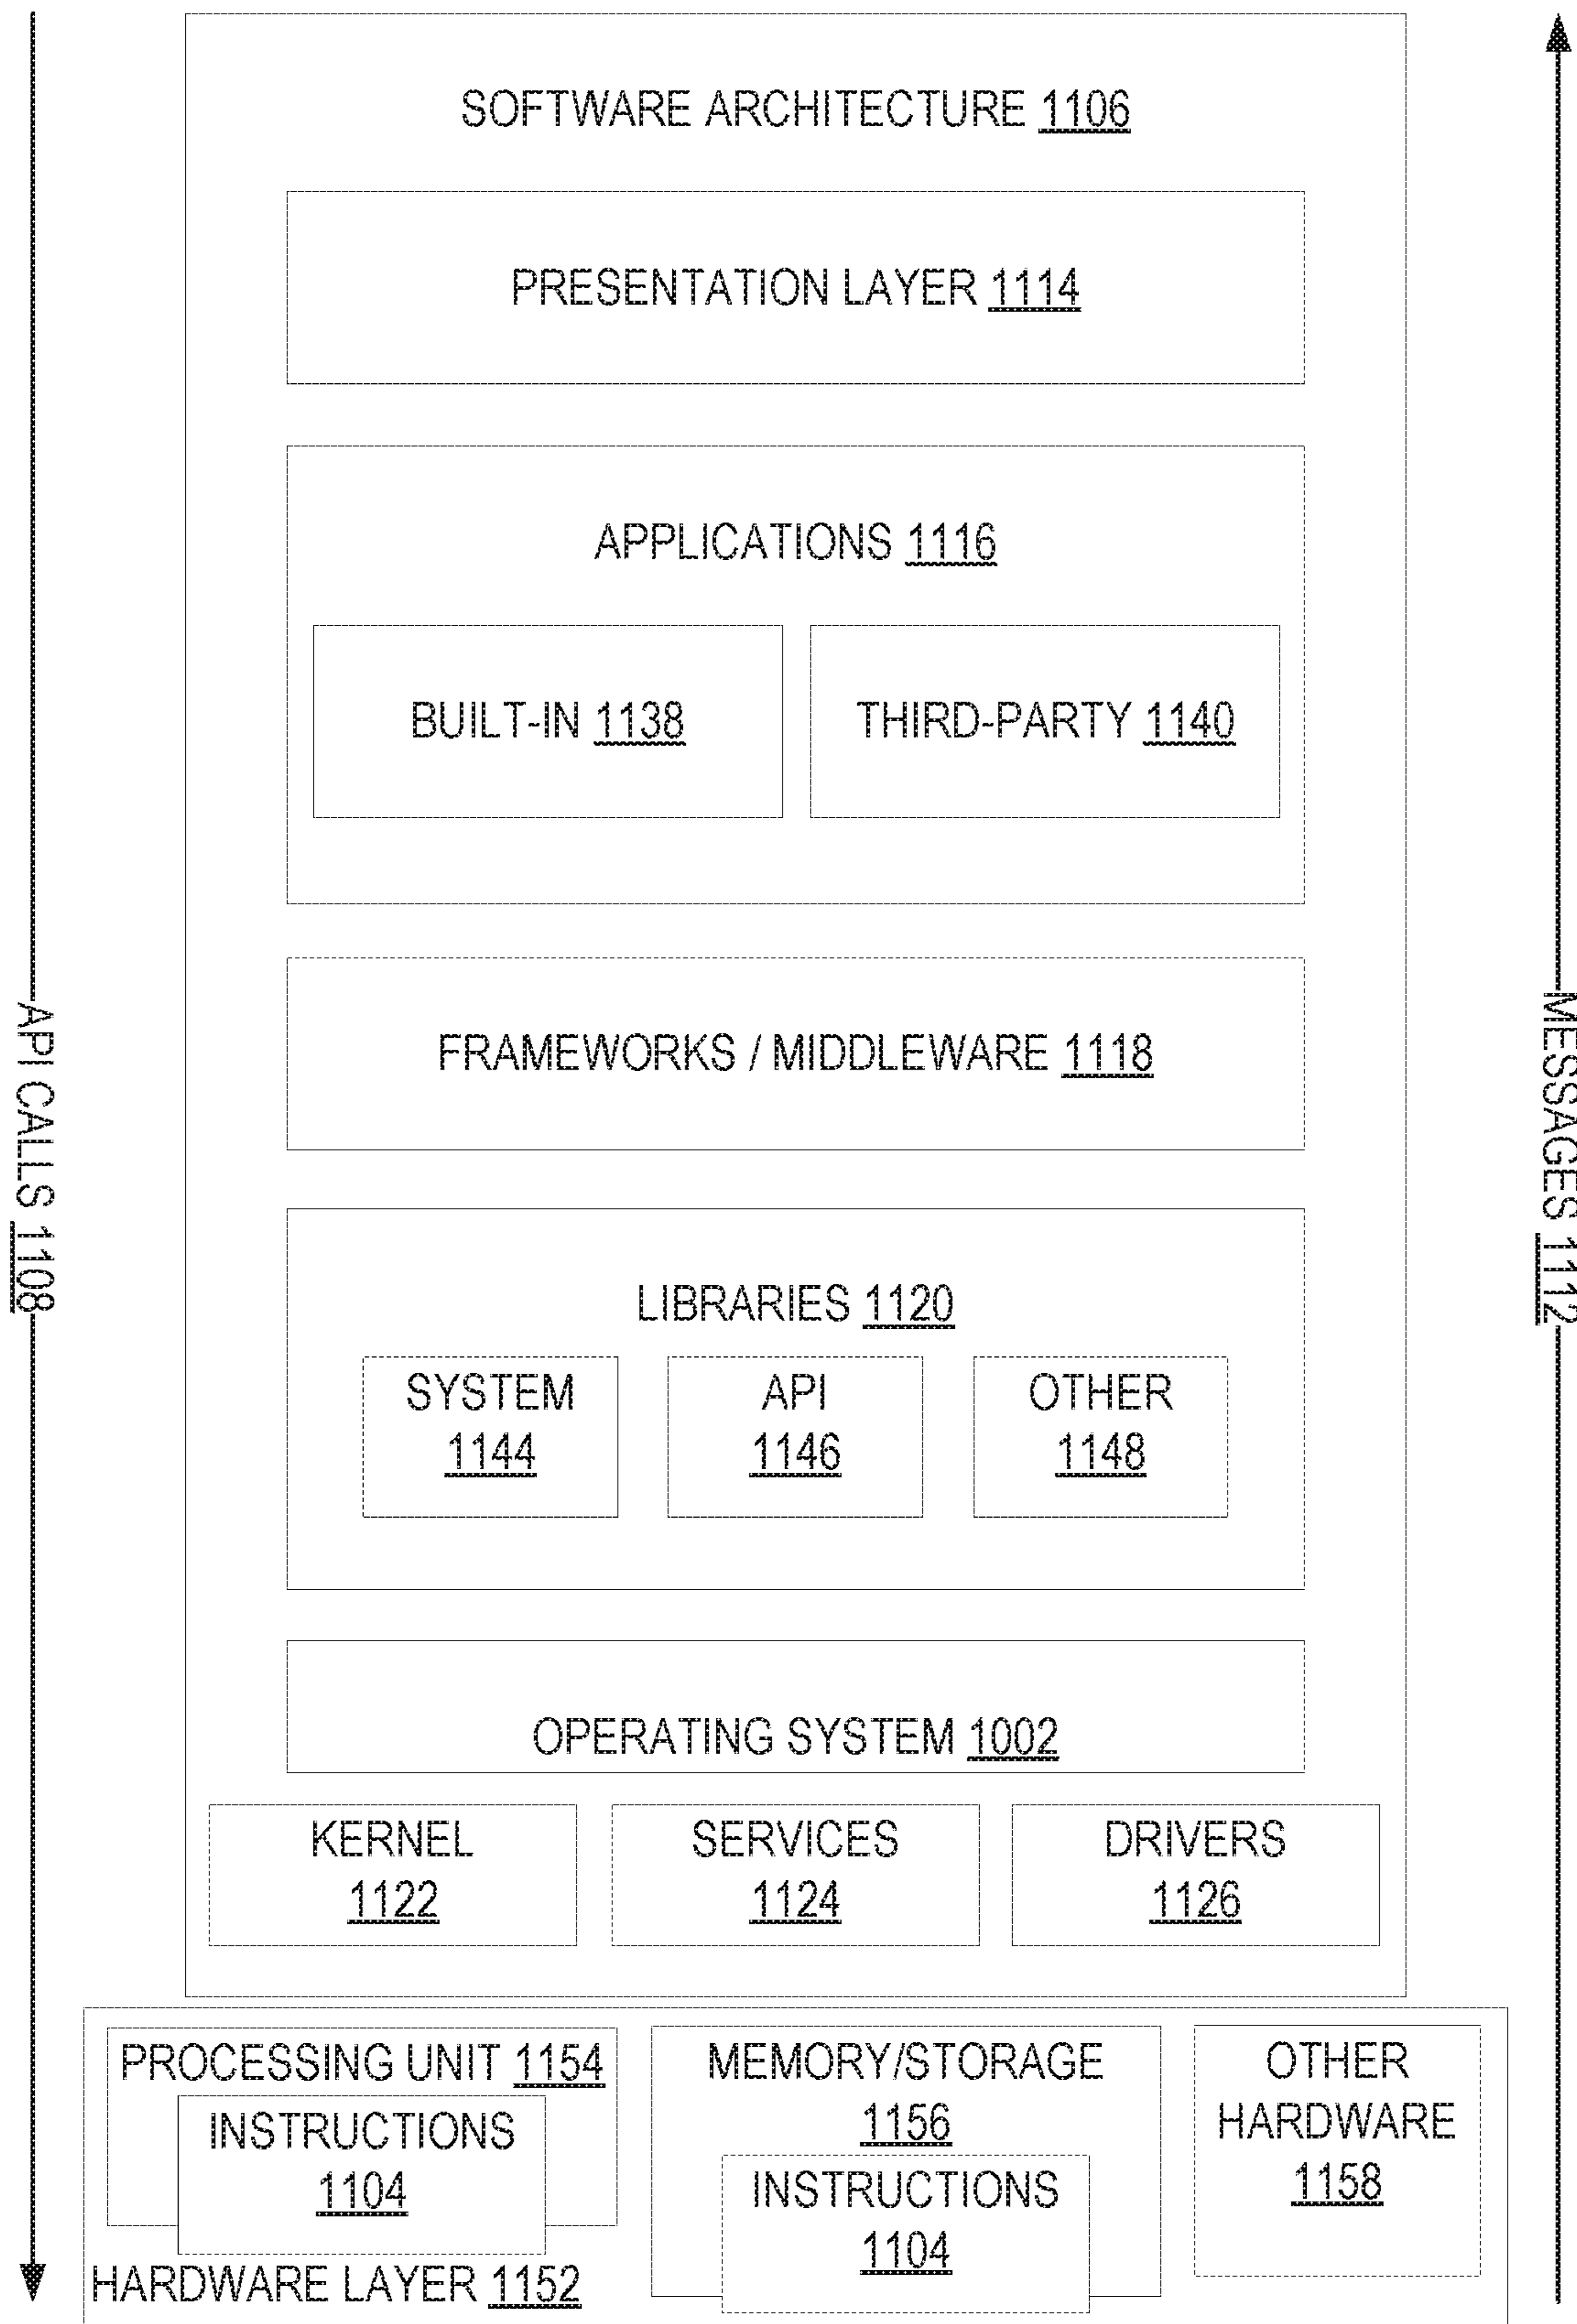 SOFTWARE ARCHITECTURE 1106
PRESENTATION LAYER 1114
APPLICATIONS 1116
BUILT-IN 1138
THIRD-PARTY 1140
FRAMEWORKS / MIDDLEWARE 1118
API CALLS 1108
MESSAGES 1112
LIBRARIES 1120
SYSTEM
1144
API
1146
OTHER
1148
OPERATING SYSTEM 1002
KERNEL
1122
SERVICES
1124
DRIVERS
1126
PROCESSING UNIT 1154
INSTRUCTIONS
1104
MEMORY/STORAGE
1156
INSTRUCTIONS
1104
OTHER
HARDWARE
1158
HARDWARE LAYER 1152